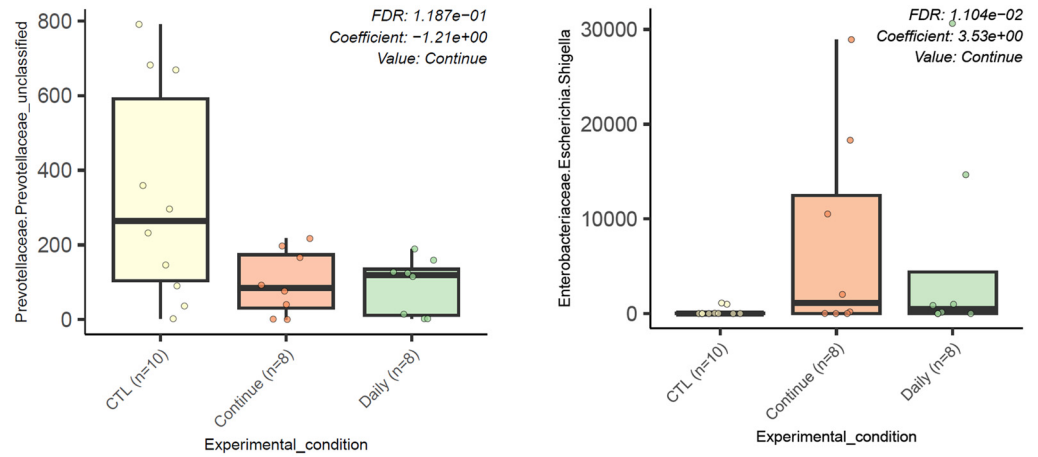 FDR: 1.187e−01
Coefficient: −1.21e+00
Value: Continue
Prevotellaceae.Prevotellaceae_unclassified
800
600
400
200
0
CTL (n=10)
Continue (n=8)
Daily (n=8)
Experimental_condition
FDR: 1.104e−02
Coefficient: 3.53e+00
Value: Continue
Enterobacteriaceae.Escherichia.Shigella
30000
20000
10000
0
CTL (n=10)
Continue (n=8)
Daily (n=8)
Experimental_condition